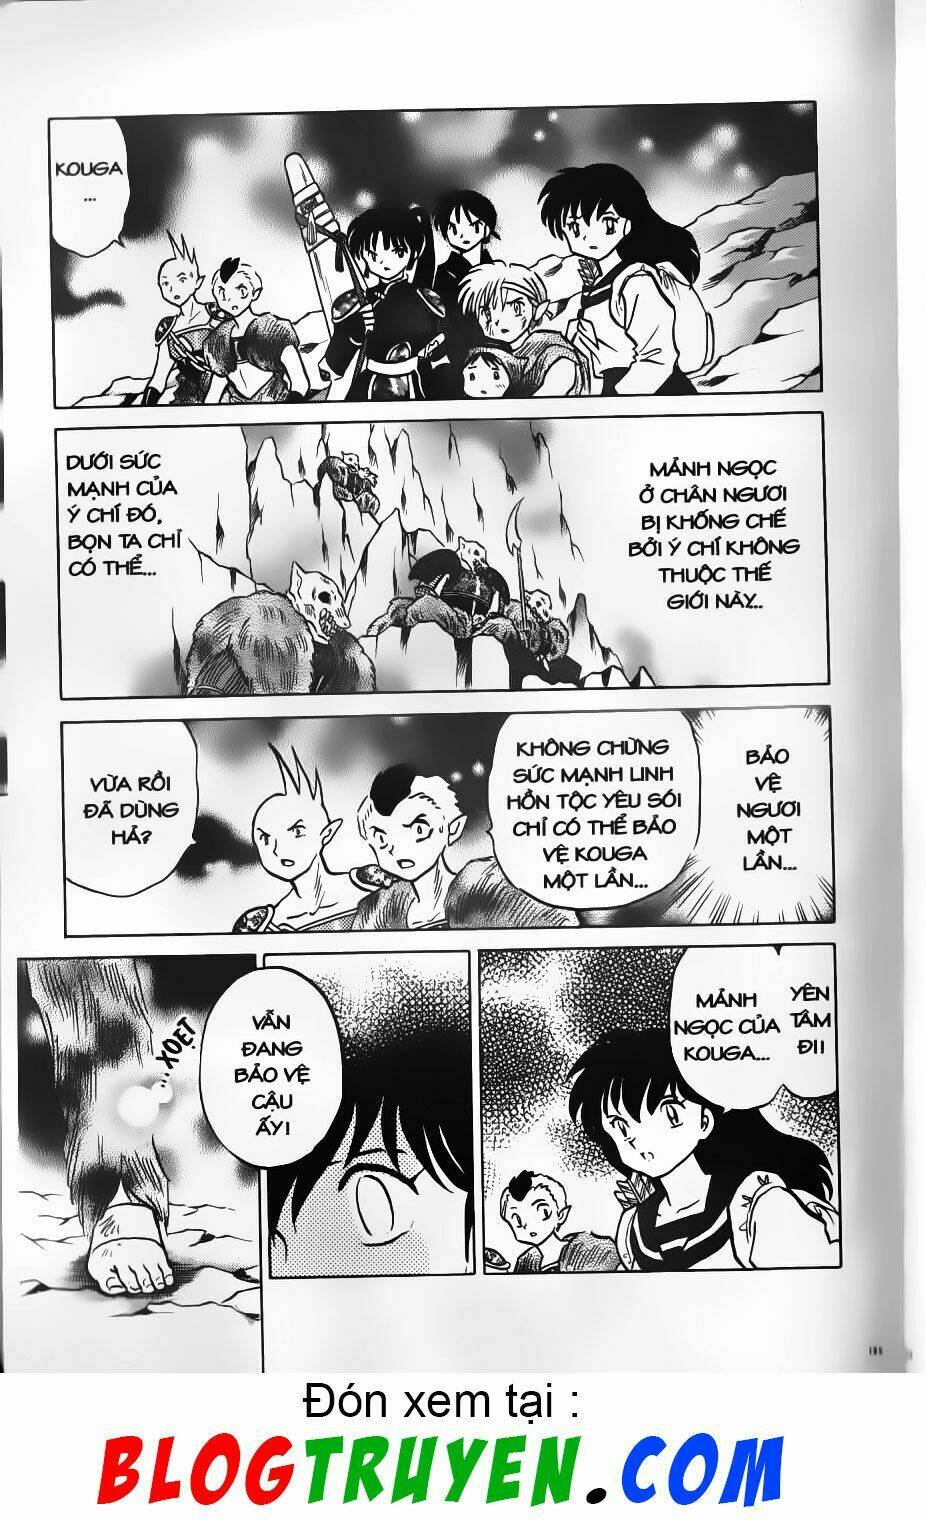 KOUGA
...
MẢNH NGỌC
Ở CHÂN NGƯƠI
BỊ KHỐNG CHẾ
BỞI Ý CHÍ KHÔNG
THUỘC THẾ
GIỚI NÀY...
DƯỚI SỨC
MẠNH CỦA
Ý CHÍ ĐÓ,
BỌN TA CHỈ
CÓ THỂ...
BẢO
VỆ
NGƯƠI
MỘT
LẦN...
KHÔNG CHỪNG
SỨC MẠNH LINH
HỒN TỘC YÊU SÓI
CHỈ CÓ THỂ BẢO
VỆ KOUGA
MỘT LẦN...
VỪA RỒI
ĐÃ DÙNG
HẢ?
YÊN
TÂM
ĐI!
MẢNH
NGỌC CỦA
KOUGA...
VẪN
ĐANG
BẢO VỆ
CẬU
ẤY!
XOẸT
...
185
Đón xem tại :
BLOGTRUYEN.COM